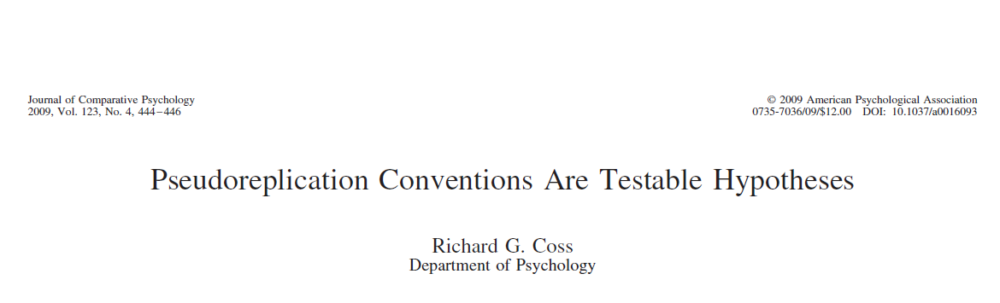 Journal of Comparative Psychology
2009, Vol. 123, No. 4, 444–446
© 2009 American Psychological Association
0735-7036/09/$12.00 DOI: 10.1037/a0016093
Pseudoreplication Conventions Are Testable Hypotheses
Richard G. Coss
Department of Psychology